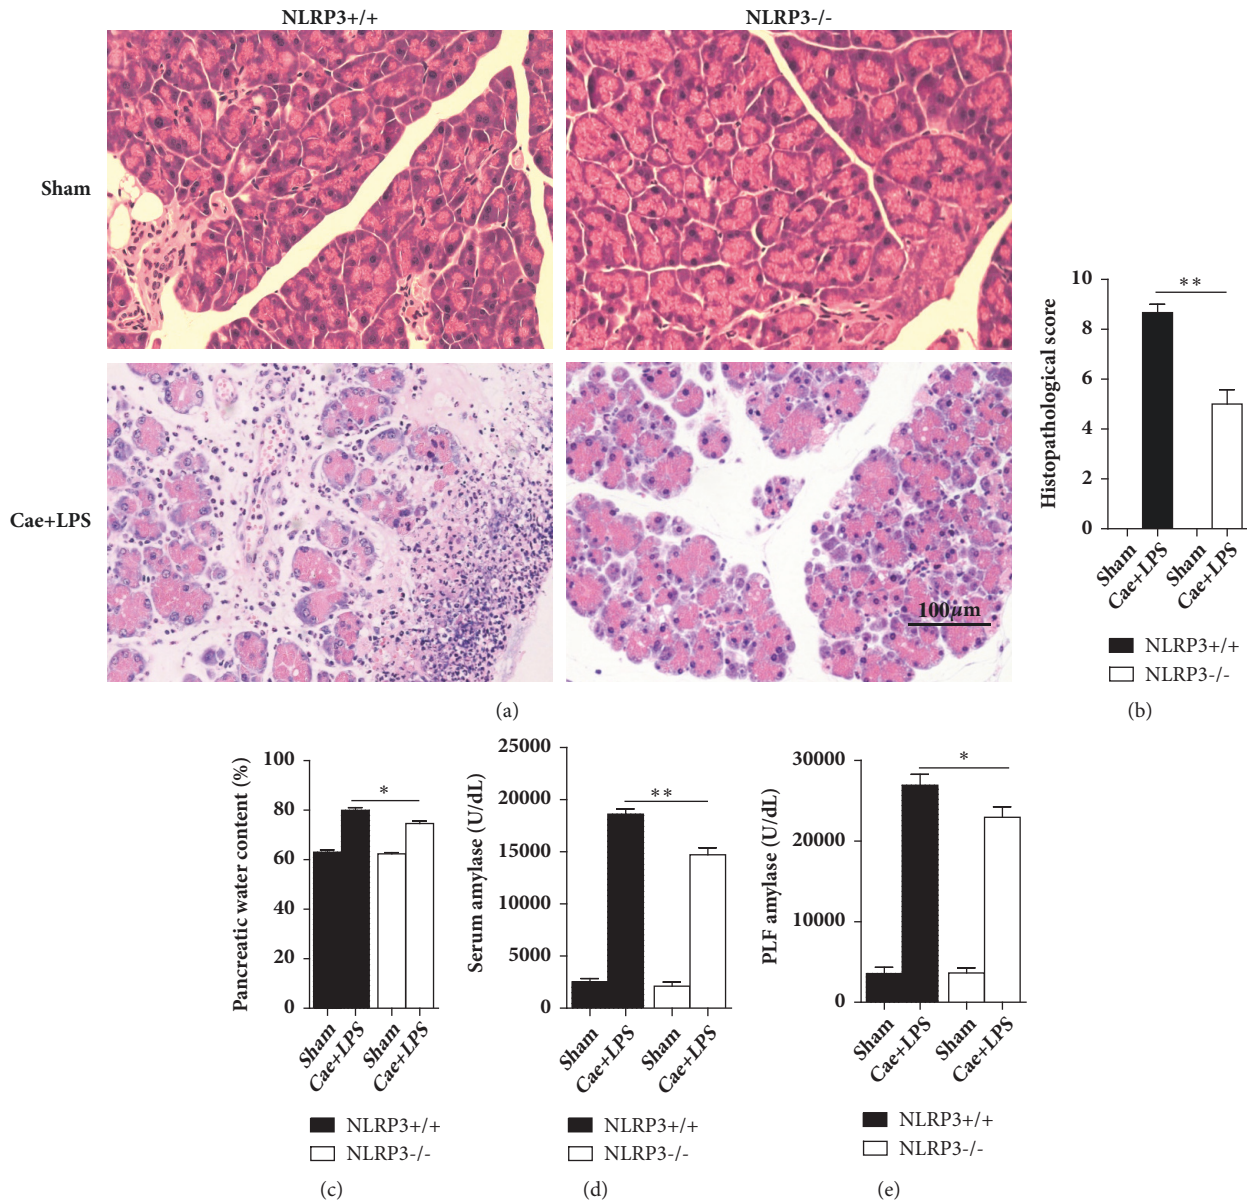 NLRP3+/+
NLRP3-/-
Sham
Cae+LPS
100μm
(a)
Histopathological score
10
8
6
4
2
0
**
Sham
Cae+LPS
Sham
Cae+LPS
NLRP3+/+
NLRP3-/-
(b)
Pancreatic water content (%)
100
80
60
40
20
0
*
Sham
Cae+LPS
Sham
Cae+LPS
NLRP3+/+
NLRP3-/-
(c)
Serum amylase (U/dL)
25000
20000
15000
10000
5000
0
**
Sham
Cae+LPS
Sham
Cae+LPS
NLRP3+/+
NLRP3-/-
(d)
PLF amylase (U/dL)
30000
20000
10000
0
*
Sham
Cae+LPS
Sham
Cae+LPS
NLRP3+/+
NLRP3-/-
(e)